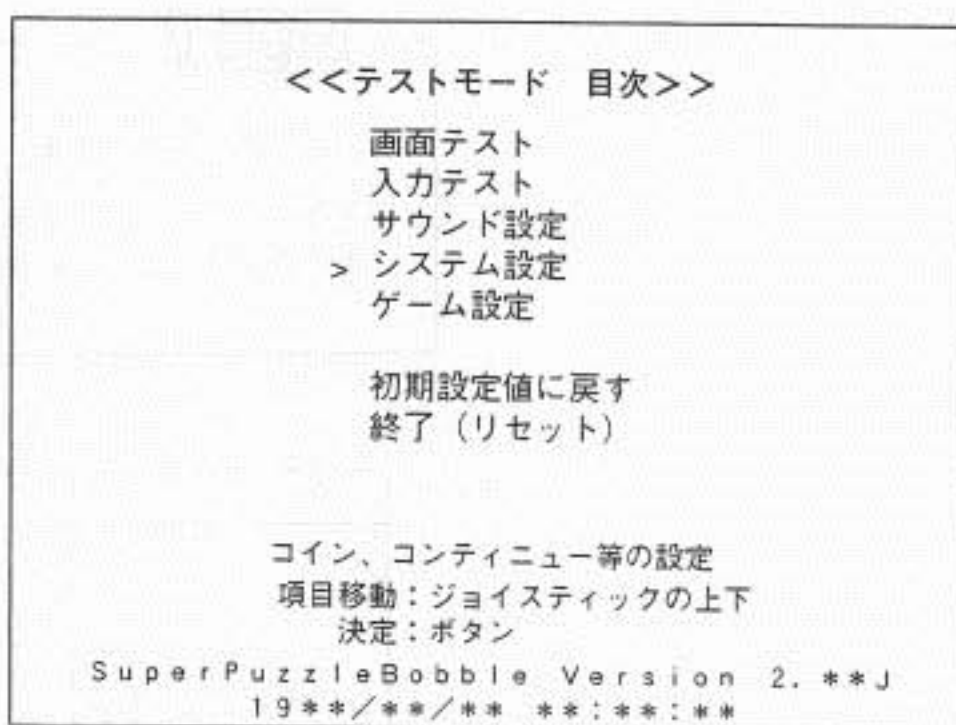 <<テストモード 目次>>
画面テスト
入力テスト
サウンド設定
> システム設定
ゲーム設定
初期設定値に戻す
終了(リセット)
コイン、コンティニュー等の設定
項目移動:ジョイスティックの上下
決定:ボタン
SuperPuzzleBobble Version 2.**J
19**/**/** **:**:**